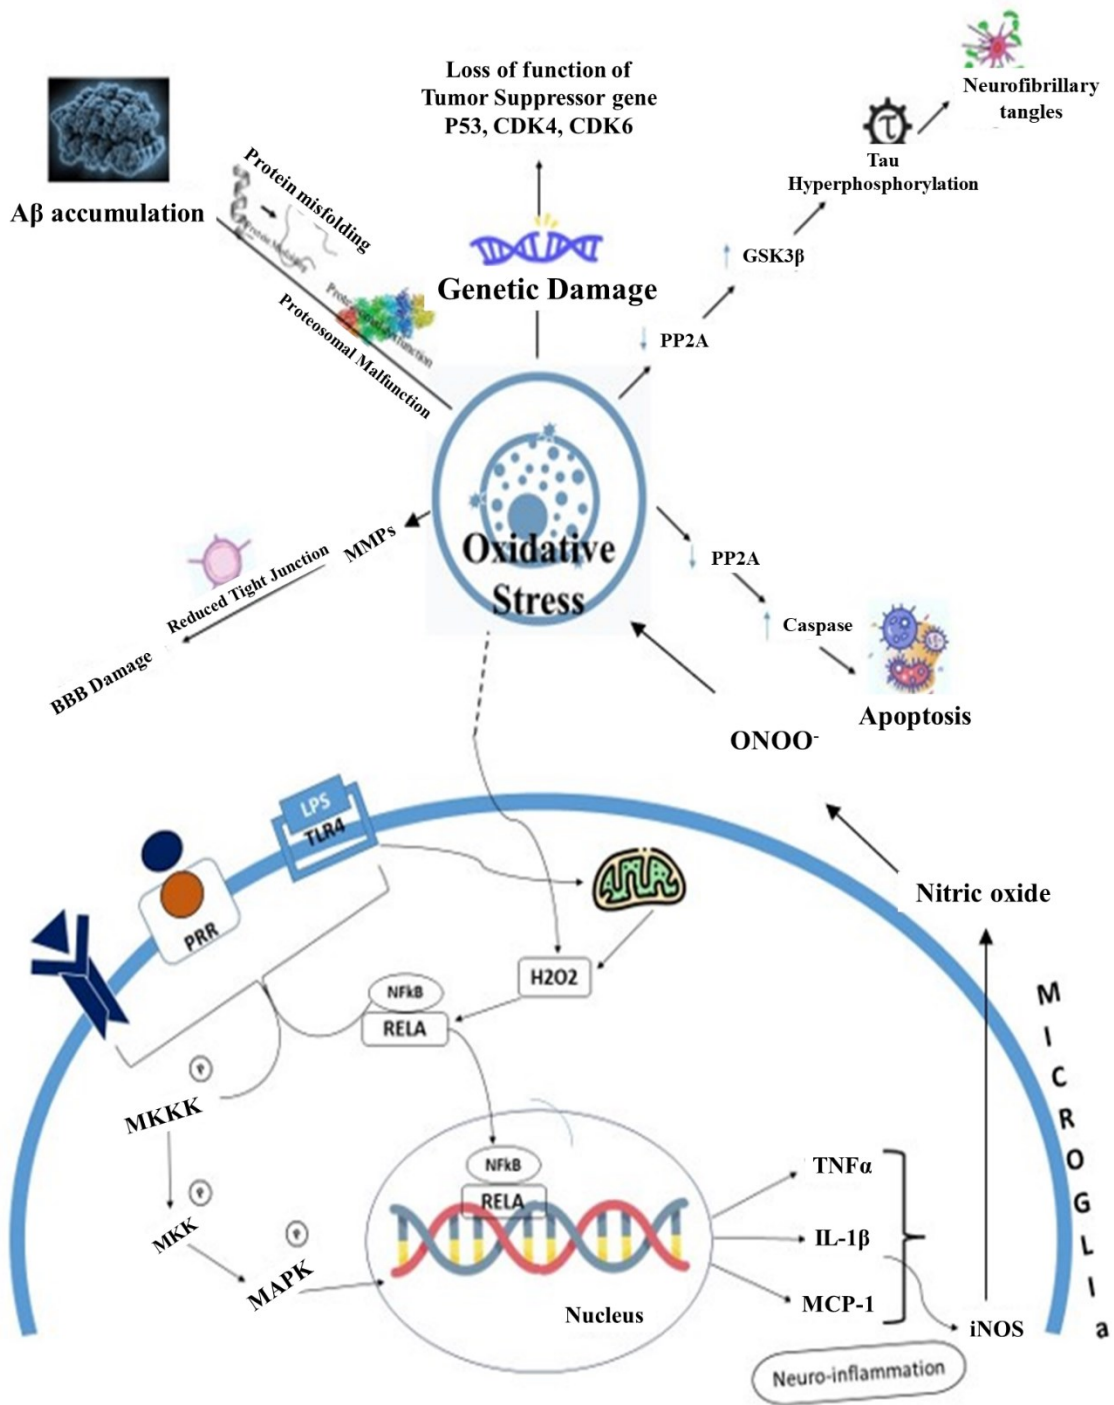 Loss of function of
Tumor Suppressor gene
P53, CDK4, CDK6
Neurofibrillary
tangles
τ
Tau
Hyperphosphorylation
Aβ accumulation
Protein misfolding
Proteosomal Malfunction
Genetic Damage
GSK3β
PP2A
Oxidative
Stress
MMPs
Reduced Tight Junction
BBB Damage
PP2A
Caspase
Apoptosis
ONOO-
LPS
TLR4
PRR
Nitric oxide
H2O2
NFkB
RELA
MICROGLIa
P
MKKK
P
MKK
P
MAPK
NFkB
RELA
Nucleus
TNFα
IL-1β
MCP-1
iNOS
Neuro-inflammation